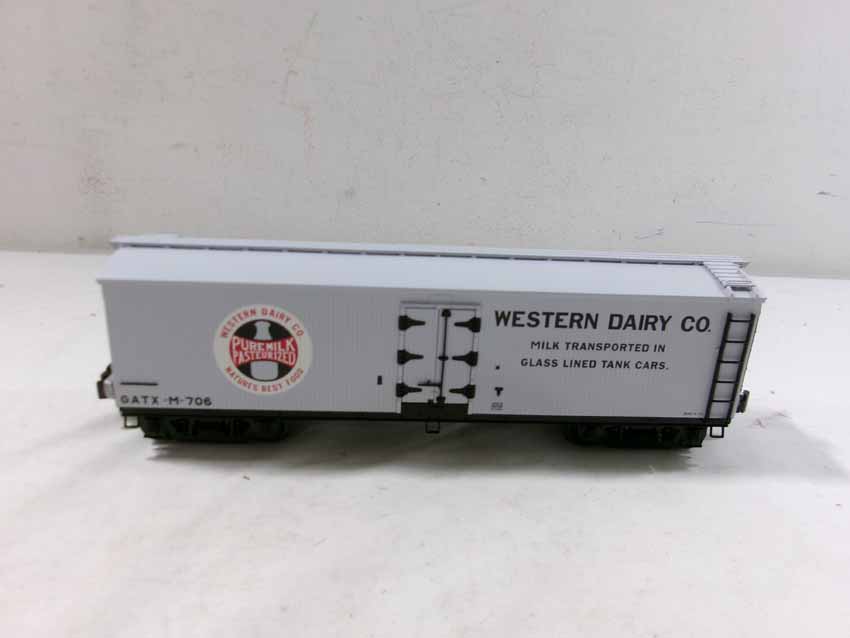 WESTERN DAIRY CO
PURE MILK
PASTEURIZED
NATURES BEST FOOD
GATX-M-706
WESTERN DAIRY CO.
MILK TRANSPORTED IN
GLASS LINED TANK CARS.